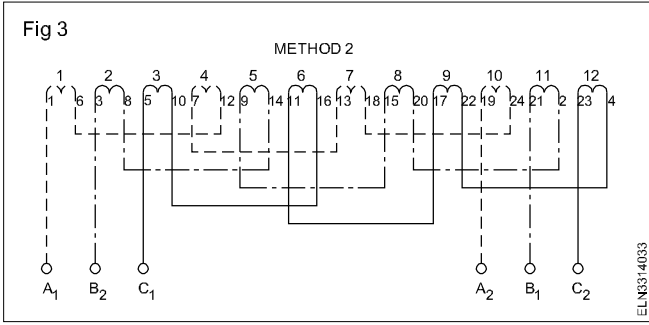 Fig 3
METHOD 2
1 2 3 4 5 6 7 8 9 10 11 12
1 6 3 8 5 10 7 12 9 14 11 16 13 18 15 20 17 22 19 24 21 2 23 4
A1 B2 C1 A2 B1 C2
ELN3314033